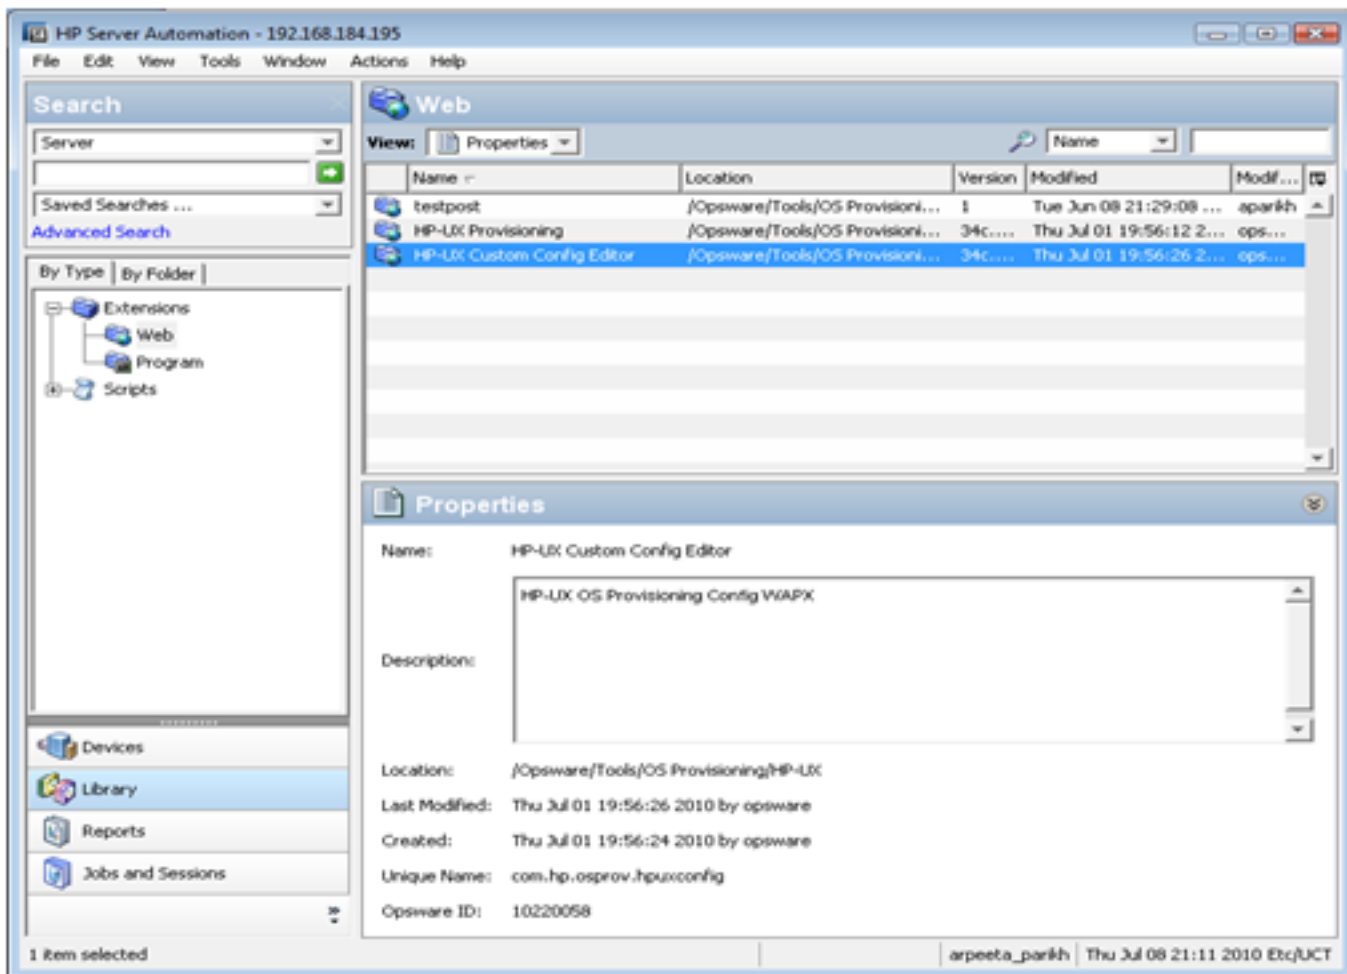 HP Server Automation - 192.168.184.195
File Edit View Tools Window Actions Help
Search
Server
Saved Searches ...
Advanced Search
By Type By Folder
Extensions
Web
Program
Scripts
Devices
Library
Reports
Jobs and Sessions
Web
View: Properties Name
Name Location Version Modified Modif...
testpost /Opsware/Tools/OS Provisioni... 1 Tue Jun 08 21:29:08 ... aparikh
HP-UX Provisioning /Opsware/Tools/OS Provisioni... 34c.... Thu Jul 01 19:56:12 2... ops...
HP-UX Custom Config Editor /Opsware/Tools/OS Provisioni... 34c.... Thu Jul 01 19:56:26 2... ops...
Properties
Name: HP-UX Custom Config Editor
Description: HP-UX OS Provisioning Config WAPX
Location: /Opsware/Tools/OS Provisioning/HP-UX
Last Modified: Thu Jul 01 19:56:26 2010 by opsware
Created: Thu Jul 01 19:56:24 2010 by opsware
Unique Name: com.hp.osprov.hpuxconfig
Opsware ID: 10220058
1 item selected arpeeta_parikh Thu Jul 08 21:11 2010 Etc/UCT